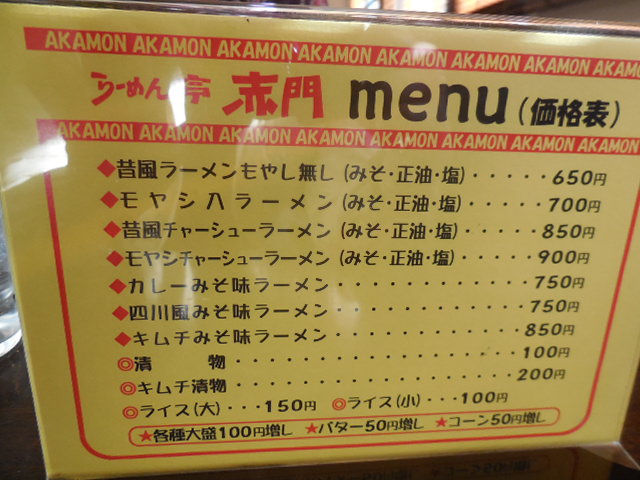 AKAMON AKAMON AKAMON AKAMON AKAMON AKAMON AKAMON AKAMON
らーめん亭 赤門 menu (価格表)
AKAMON AKAMON AKAMON AKAMON AKAMON AKAMON AKAMON AKAMON
◆昔風ラーメンもやし無し (みそ・正油・塩)・・・・・650円
◆モヤシ入ラーメン (みそ・正油・塩)・・・・・700円
◆昔風チャーシューラーメン (みそ・正油・塩)・・・・・850円
◆モヤシチャーシューラーメン (みそ・正油・塩)・・・・・900円
◆カレーみそ味ラーメン・・・・・・・・・・・750円
◆四川風みそ味ラーメン・・・・・・・・・・・750円
◆キムチみそ味ラーメン・・・・・・・・・・・850円
◎漬 物・・・・・・・・・・・・・・・・100円
◎キムチ漬物・・・・・・・・・・・・・・・・200円
◎ライス(大)・・・150円 ◎ライス(小)・・・100円
★各種大盛100円増し ★バター50円増し ★コーン50円増し